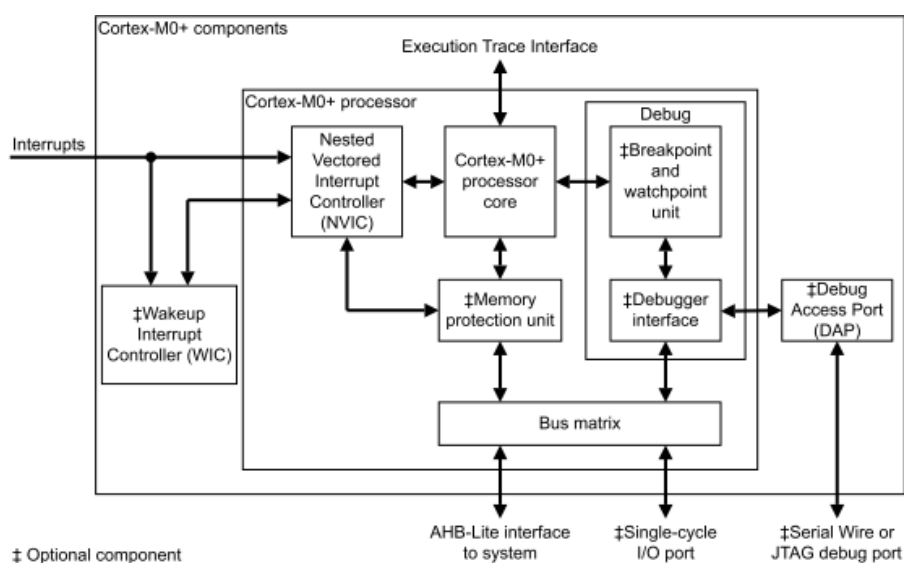 Cortex-M0+ components
Execution Trace Interface
Cortex-M0+ processor
Debug
Interrupts
Nested
Vectored
Interrupt
Controller
(NVIC)
Cortex-M0+
processor
core
‡Breakpoint
and
watchpoint
unit
‡Wakeup
Interrupt
Controller (WIC)
‡Memory
protection unit
‡Debugger
interface
‡Debug
Access Port
(DAP)
Bus matrix
AHB-Lite interface
to system
‡Single-cycle
I/O port
‡Serial Wire or
JTAG debug port
‡ Optional component